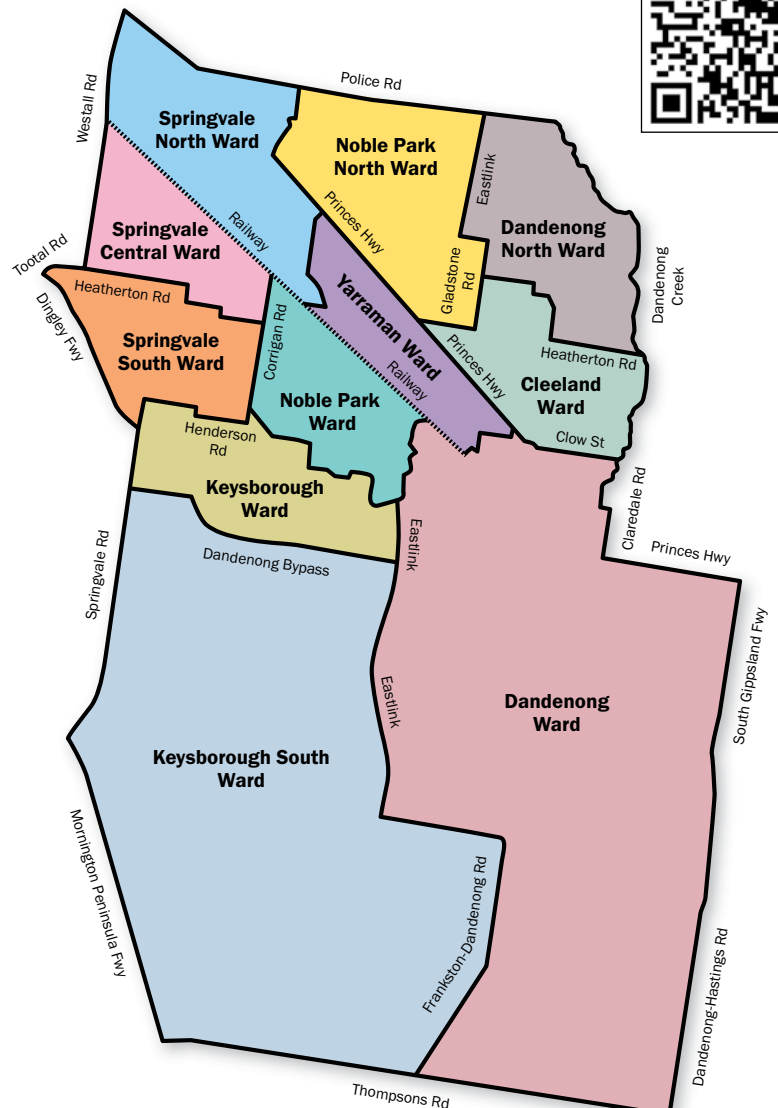 Police Rd
Westall Rd
Springvale
North Ward
Noble Park
North Ward
Eastlink
Dandenong
North Ward
Princes Hwy
Railway
Springvale
Central Ward
Tootal Rd
Heatherton Rd
Dingley Fwy
Gladstone
Rd
Dandenong
Creek
Yarraman Ward
Springvale
South Ward
Corrigan Rd
Railway
Princes Hwy
Heatherton Rd
Cleeland
Ward
Noble Park
Ward
Clow St
Henderson
Rd
Keysborough
Ward
Claredale Rd
Eastlink
Princes Hwy
Dandenong Bypass
Springvale Rd
South Gippsland Fwy
Eastlink
Dandenong
Ward
Keysborough South
Ward
Mornington Peninsula Fwy
Frankston-Dandenong Rd
Dandenong-Hastings Rd
Thompsons Rd